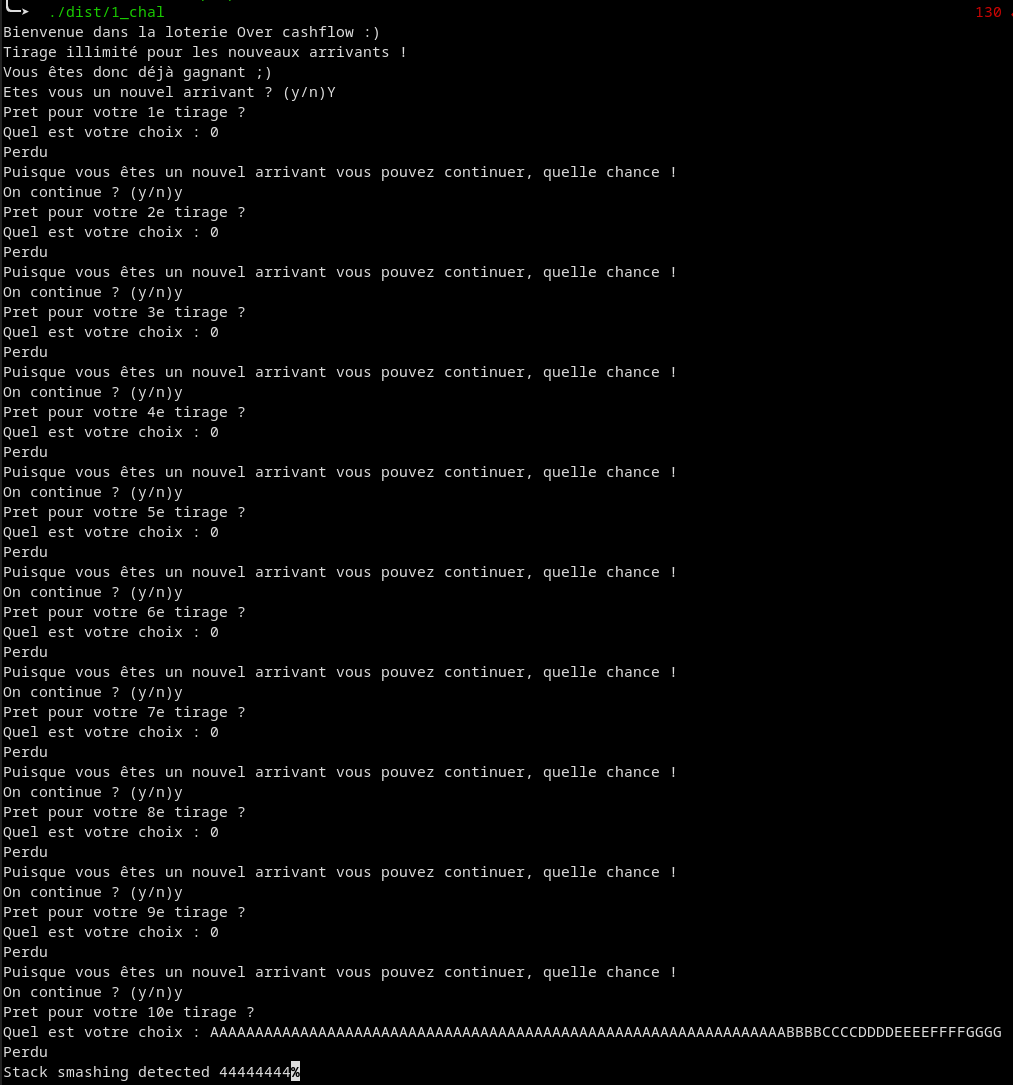 ╰─➤  ./dist/1_chal 130
Bienvenue dans la loterie Over cashflow :)
Tirage illimité pour les nouveaux arrivants !
Vous êtes donc déjà gagnant ;)
Etes vous un nouvel arrivant ? (y/n)Y
Pret pour votre 1e tirage ?
Quel est votre choix : 0
Perdu
Puisque vous êtes un nouvel arrivant vous pouvez continuer, quelle chance !
On continue ? (y/n)y
Pret pour votre 2e tirage ?
Quel est votre choix : 0
Perdu
Puisque vous êtes un nouvel arrivant vous pouvez continuer, quelle chance !
On continue ? (y/n)y
Pret pour votre 3e tirage ?
Quel est votre choix : 0
Perdu
Puisque vous êtes un nouvel arrivant vous pouvez continuer, quelle chance !
On continue ? (y/n)y
Pret pour votre 4e tirage ?
Quel est votre choix : 0
Perdu
Puisque vous êtes un nouvel arrivant vous pouvez continuer, quelle chance !
On continue ? (y/n)y
Pret pour votre 5e tirage ?
Quel est votre choix : 0
Perdu
Puisque vous êtes un nouvel arrivant vous pouvez continuer, quelle chance !
On continue ? (y/n)y
Pret pour votre 6e tirage ?
Quel est votre choix : 0
Perdu
Puisque vous êtes un nouvel arrivant vous pouvez continuer, quelle chance !
On continue ? (y/n)y
Pret pour votre 7e tirage ?
Quel est votre choix : 0
Perdu
Puisque vous êtes un nouvel arrivant vous pouvez continuer, quelle chance !
On continue ? (y/n)y
Pret pour votre 8e tirage ?
Quel est votre choix : 0
Perdu
Puisque vous êtes un nouvel arrivant vous pouvez continuer, quelle chance !
On continue ? (y/n)y
Pret pour votre 9e tirage ?
Quel est votre choix : 0
Perdu
Puisque vous êtes un nouvel arrivant vous pouvez continuer, quelle chance !
On continue ? (y/n)y
Pret pour votre 10e tirage ?
Quel est votre choix : AAAAAAAAAAAAAAAAAAAAAAAAAAAAAAAAAAAAAAAAAAAAAAAAAAAAAAAAAAAAAAAABBBBCCCCDDDDEEEEFFFFGGGG
Perdu
Stack smashing detected 44444444%